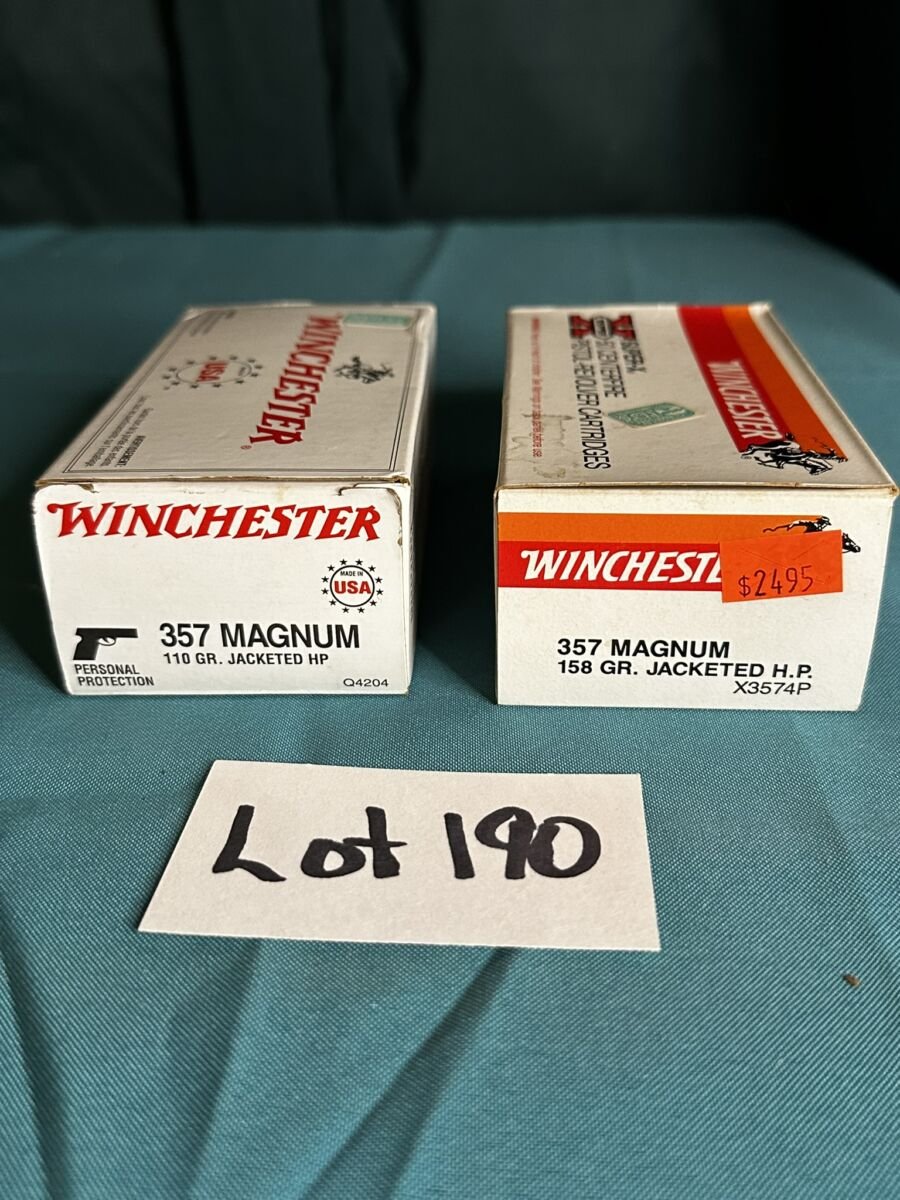 WINCHESTER
USA
WINCHESTER
MADE IN
USA
357 MAGNUM
110 GR. JACKETED HP
PERSONAL
PROTECTION
Q4204
SUPER-X
CENTERFIRE
PISTOL/REVOLVER CARTRIDGES
WINCHESTER
WINCHESTE
$2495
357 MAGNUM
158 GR. JACKETED H.P.
X3574P
Lot 190